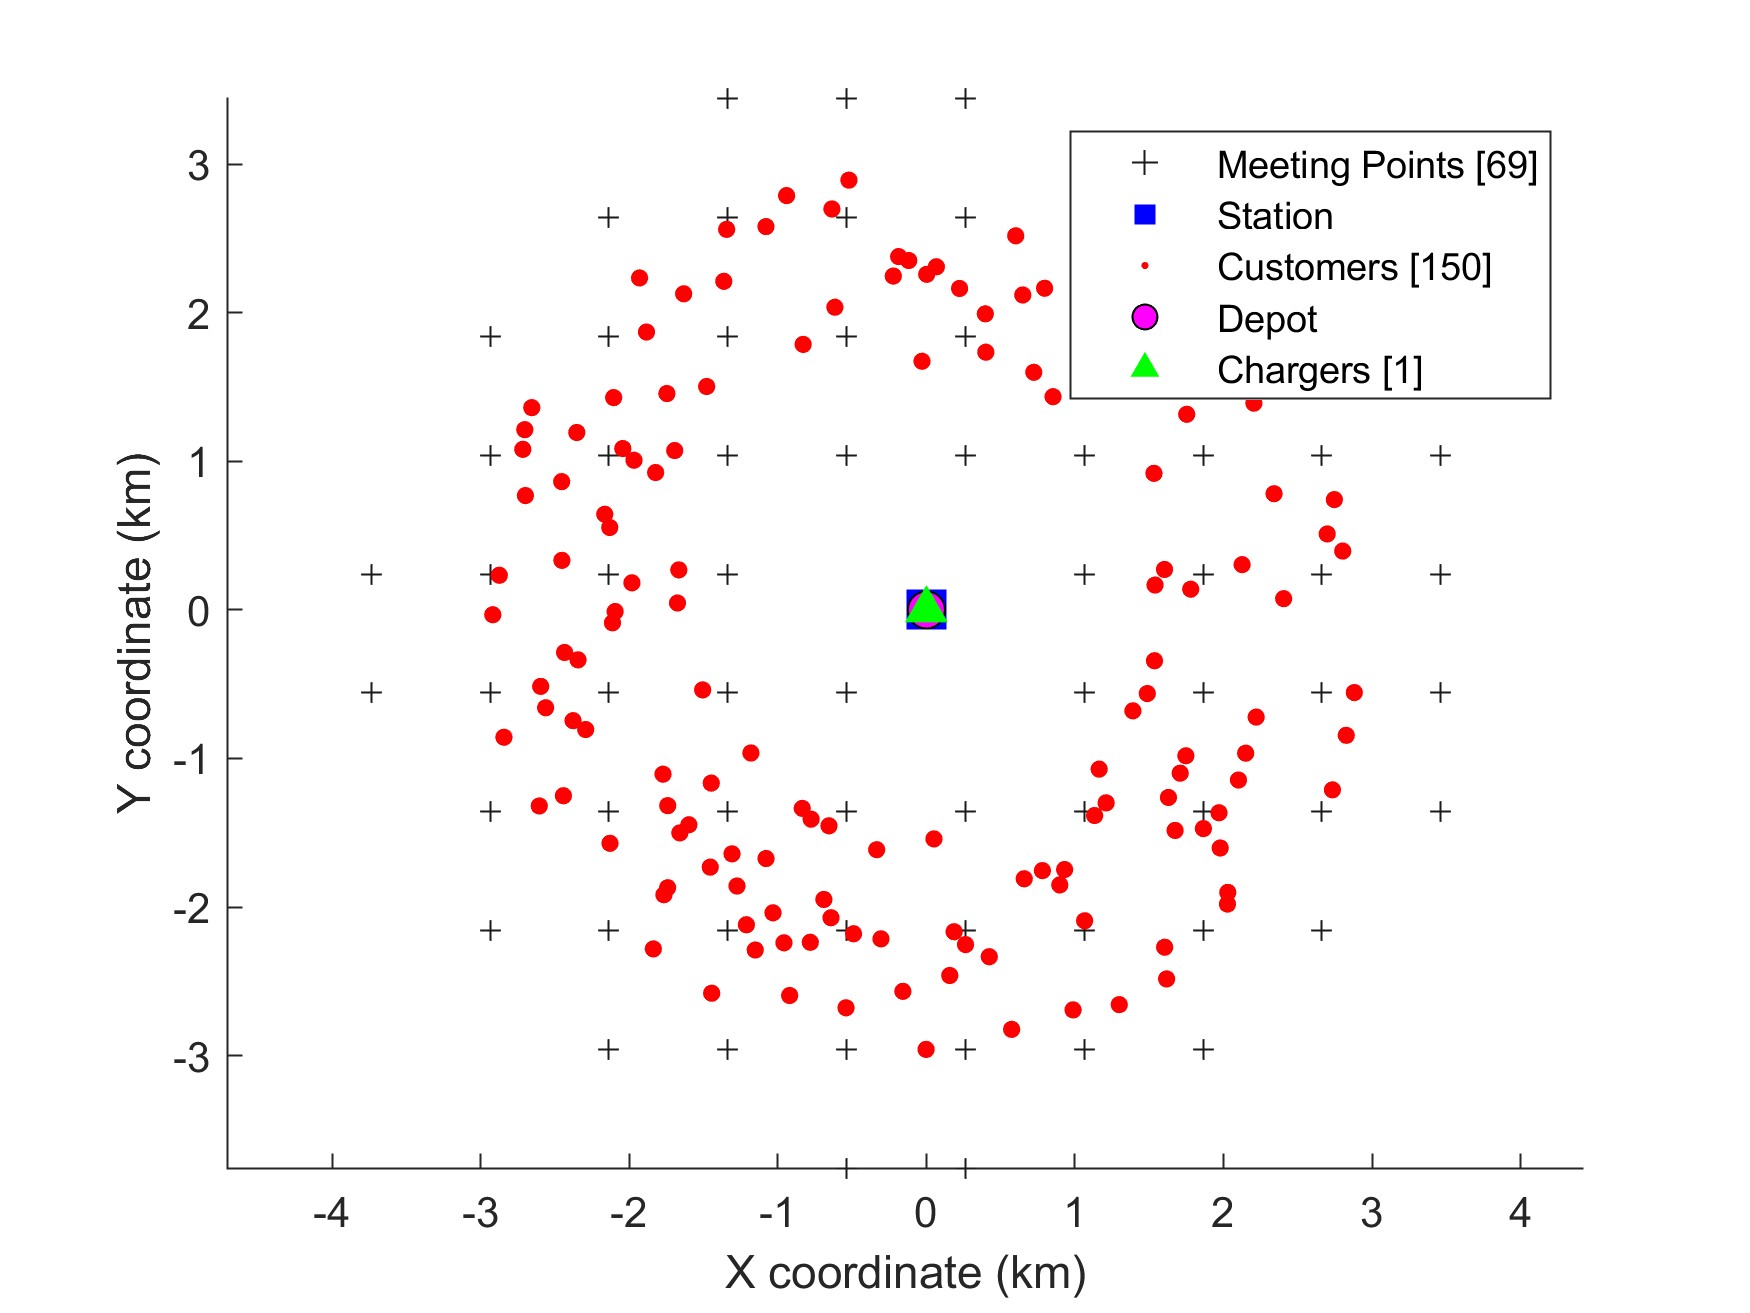 Meeting Points [69]
Station
Customers [150]
Depot
Chargers [1]
3
2
1
0
-1
-2
-3
Y coordinate (km)
-4 -3 -2 -1 0 1 2 3 4
X coordinate (km)